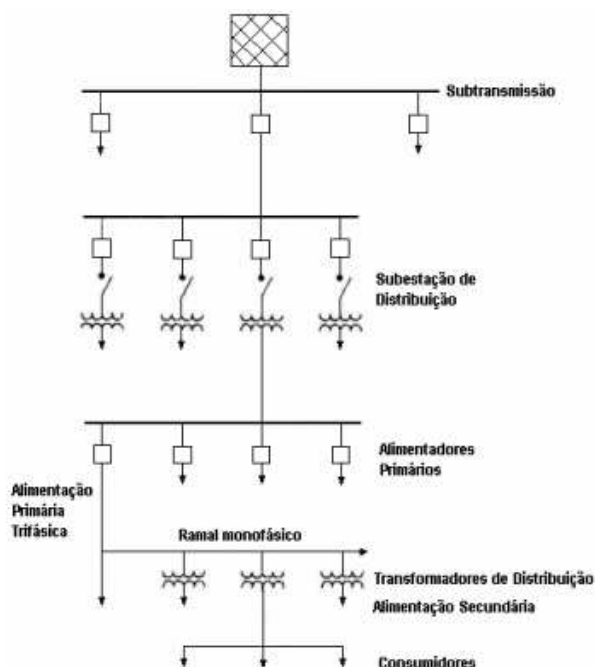 Subtransmissão
Subestação de
Distribuição
Alimentadores
Primários
Alimentação
Primária
Trifásica
Ramal monofásico
Transformadores de Distribuição
Alimentação Secundária
Consumidores